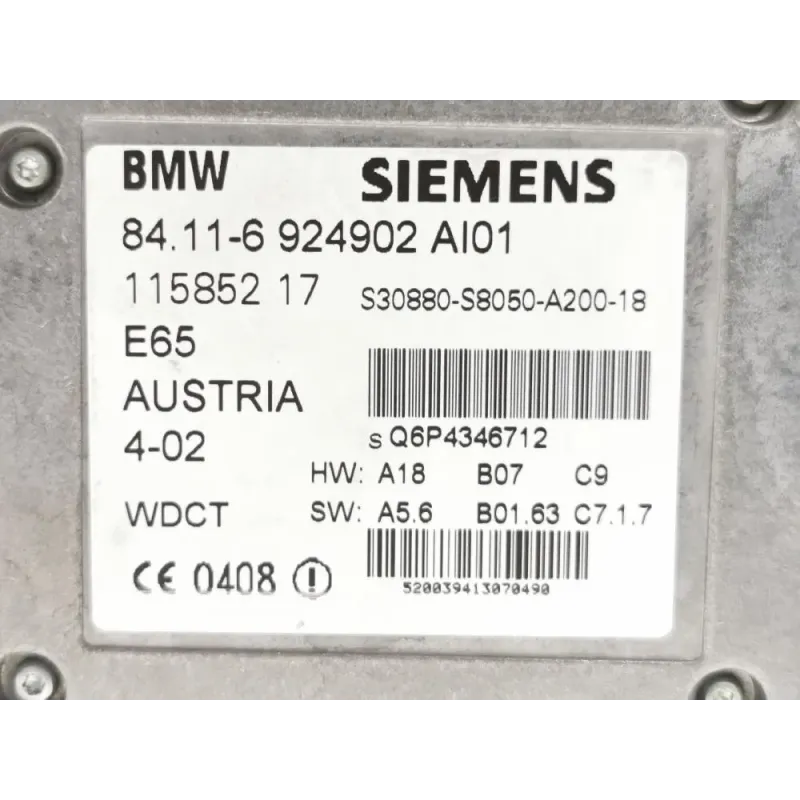 BMW SIEMENS
84.11-6 924902 AI01
115852 17 S30880-S8050-A200-18
E65
AUSTRIA
4-02 S Q6P4346712
HW: A18 B07 C9
WDCT SW: A5.6 B01.63 C7.1.7
CE 0408
520039413070490